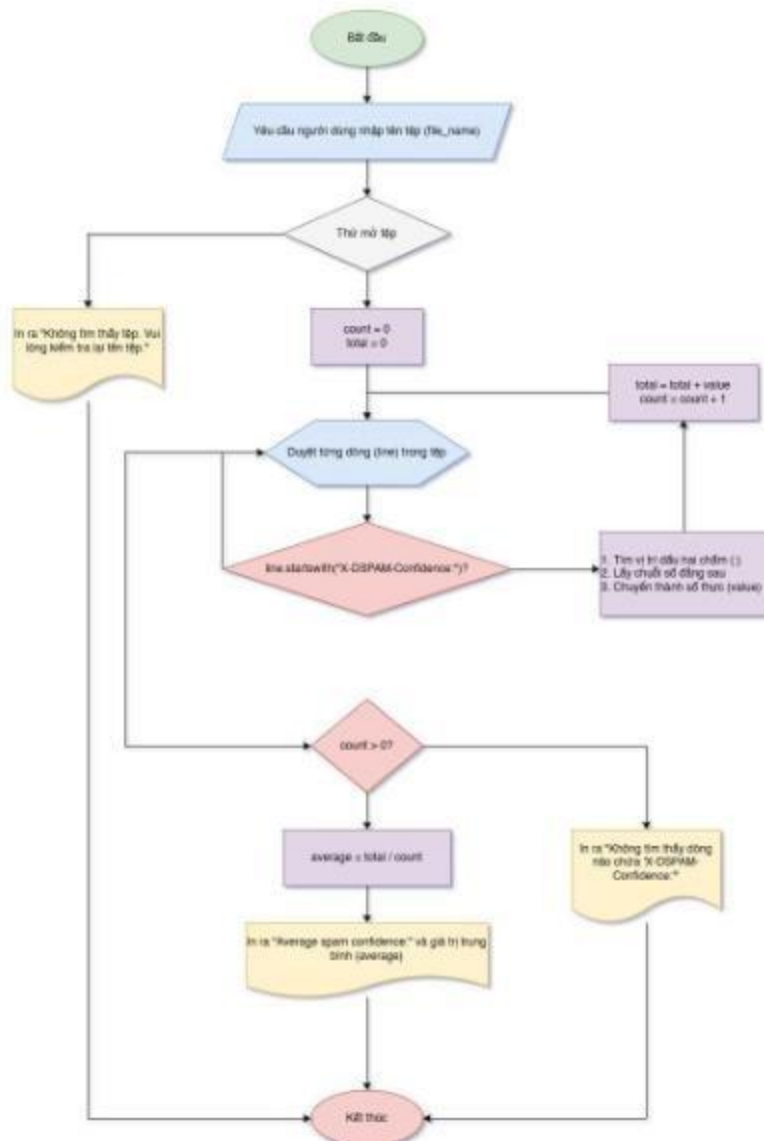 Bắt đầu
Yêu cầu người dùng nhập tên tệp (file_name)
Thử mở tệp
In ra "Không tìm thấy tệp. Vui
lòng kiểm tra lại tên tệp."
count = 0
total = 0
total = total + value
count = count + 1
Duyệt từng dòng (line) trong tệp
line.startswith("X-DSPAM-Confidence:")?
1. Tìm vị trí dấu hai chấm (:)
2. Lấy chuỗi số đằng sau
3. Chuyển thành số thực (value)
count > 0?
average = total / count
In ra "Không tìm thấy dòng
nào chứa 'X-DSPAM-
Confidence:'"
In ra "Average spam confidence:" và giá trị trung
bình (average)
Kết thúc